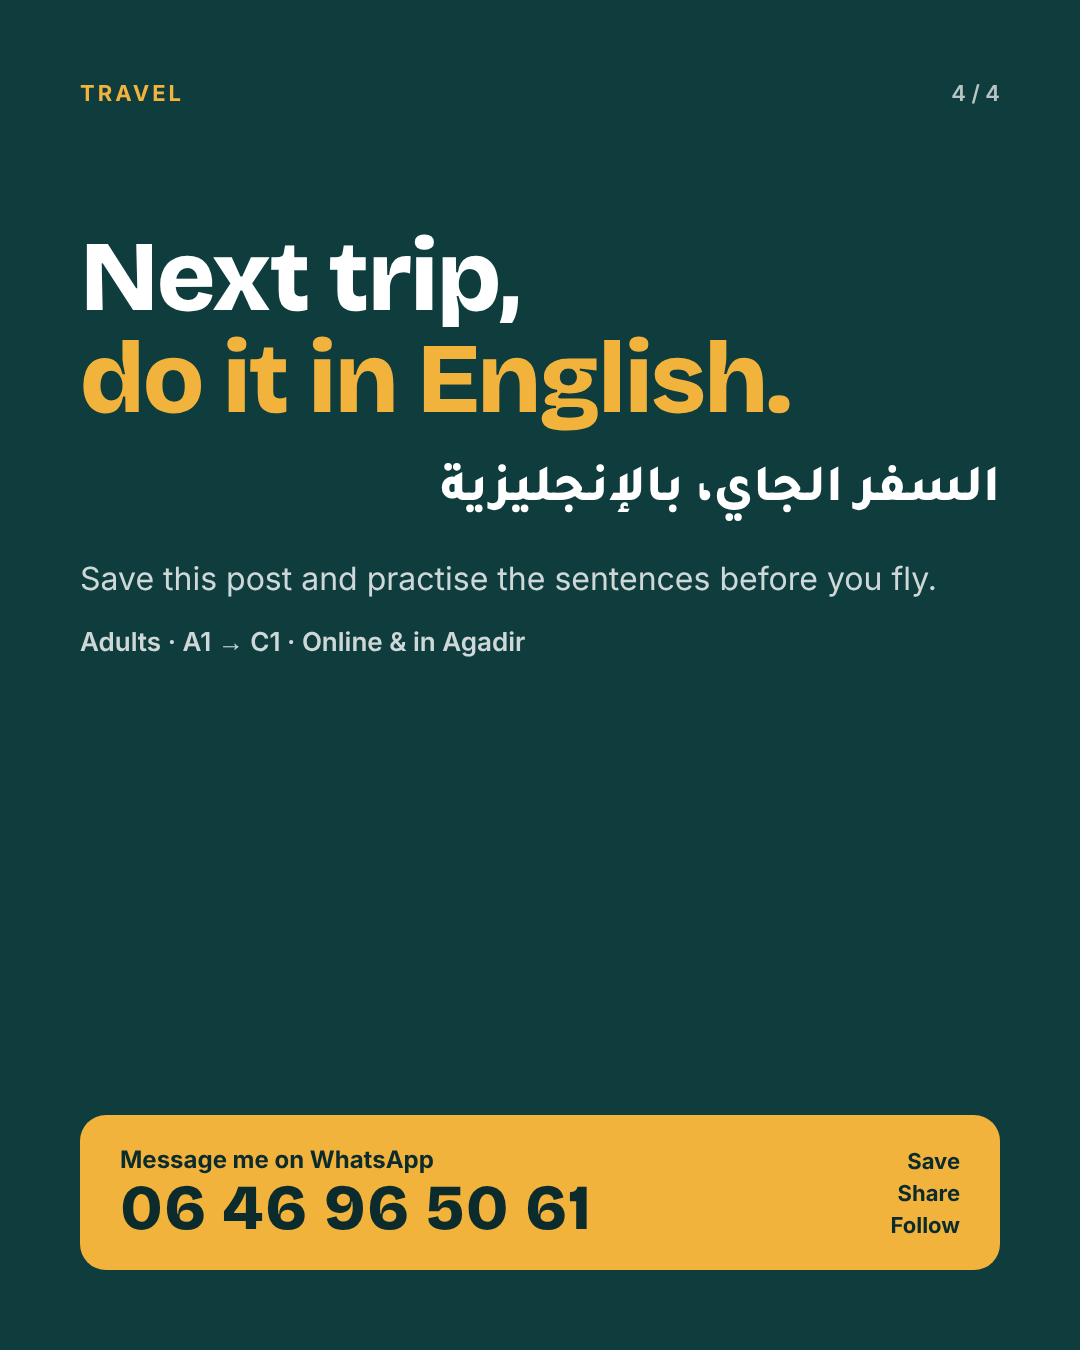 TRAVEL
4 / 4
Next trip,
do it in English.
السفر الجاي، بالإنجليزية
Save this post and practise the sentences before you fly.
Adults · A1 → C1 · Online & in Agadir
Message me on WhatsApp
06 46 96 50 61
Save
Share
Follow